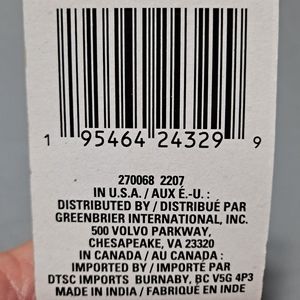 1 95464 24329 9
270068 2207
IN U.S.A. / AUX É.-U. :
DISTRIBUTED BY / DISTRIBUÉ PAR
GREENBRIER INTERNATIONAL, INC.
500 VOLVO PARKWAY,
CHESAPEAKE, VA 23320
IN CANADA / AU CANADA :
IMPORTED BY / IMPORTÉ PAR
DTSC IMPORTS BURNABY, BC V5G 4P3
MADE IN INDIA / FABRIQUÉ EN INDE